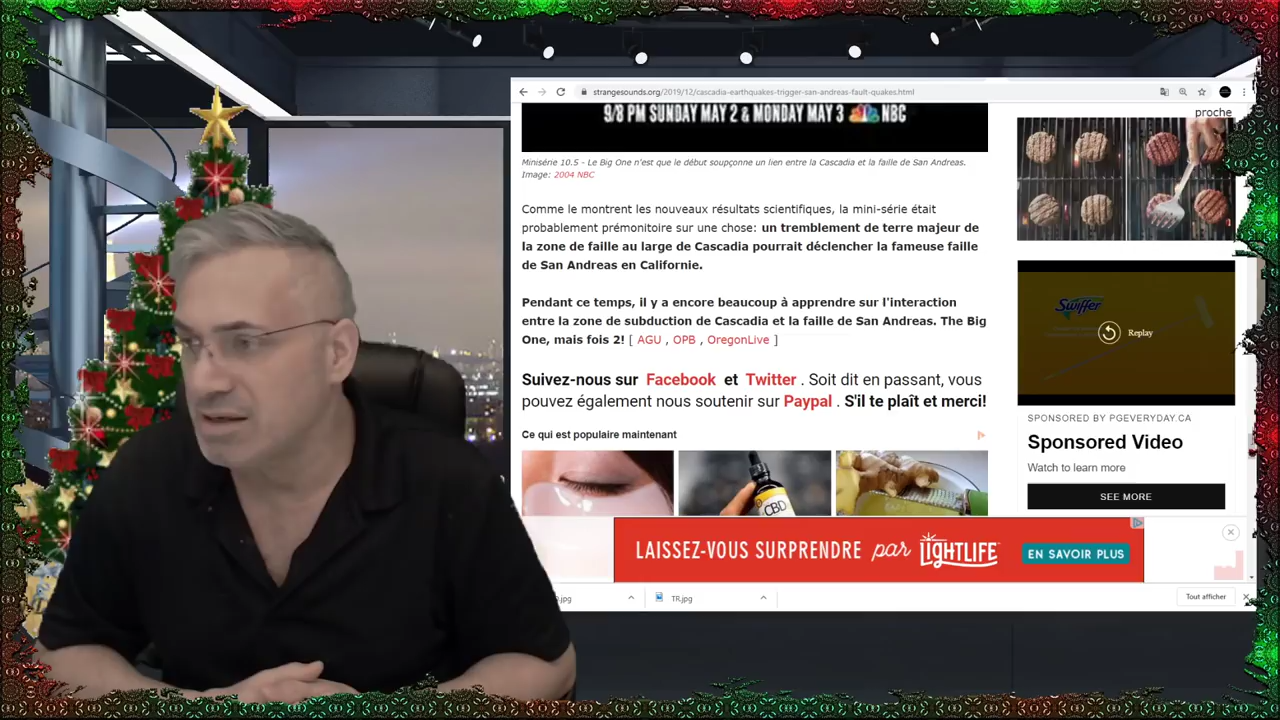 strangesounds.org/2019/12/cascadia-earthquakes-trigger-san-andreas-fault-quakes.html
9/8 PM SUNDAY MAY 2 & MONDAY MAY 3 NBC
Minisérie 10.5 - Le Big One n'est que le début soupçonne un lien entre la Cascadia et la faille de San Andreas.
Image: 2004 NBC
Comme le montrent les nouveaux résultats scientifiques, la mini-série était
probablement prémonitoire sur une chose: un tremblement de terre majeur de
la zone de faille au large de Cascadia pourrait déclencher la fameuse faille
de San Andreas en Californie.
Pendant ce temps, il y a encore beaucoup à apprendre sur l'interaction
entre la zone de subduction de Cascadia et la faille de San Andreas. The Big
One, mais fois 2! [ AGU , OPB , OregonLive ]
Suivez-nous sur Facebook et Twitter . Soit dit en passant, vous
pouvez également nous soutenir sur Paypal . S'il te plaît et merci!
Ce qui est populaire maintenant
CBD
proche
Swiffer
Replay
SPONSORED BY PGEVERYDAY.CA
Sponsored Video
Watch to learn more
SEE MORE
LAISSEZ-VOUS SURPRENDRE par LIGHTLIFE
EN SAVOIR PLUS
.jpg
TR.jpg
Tout afficher